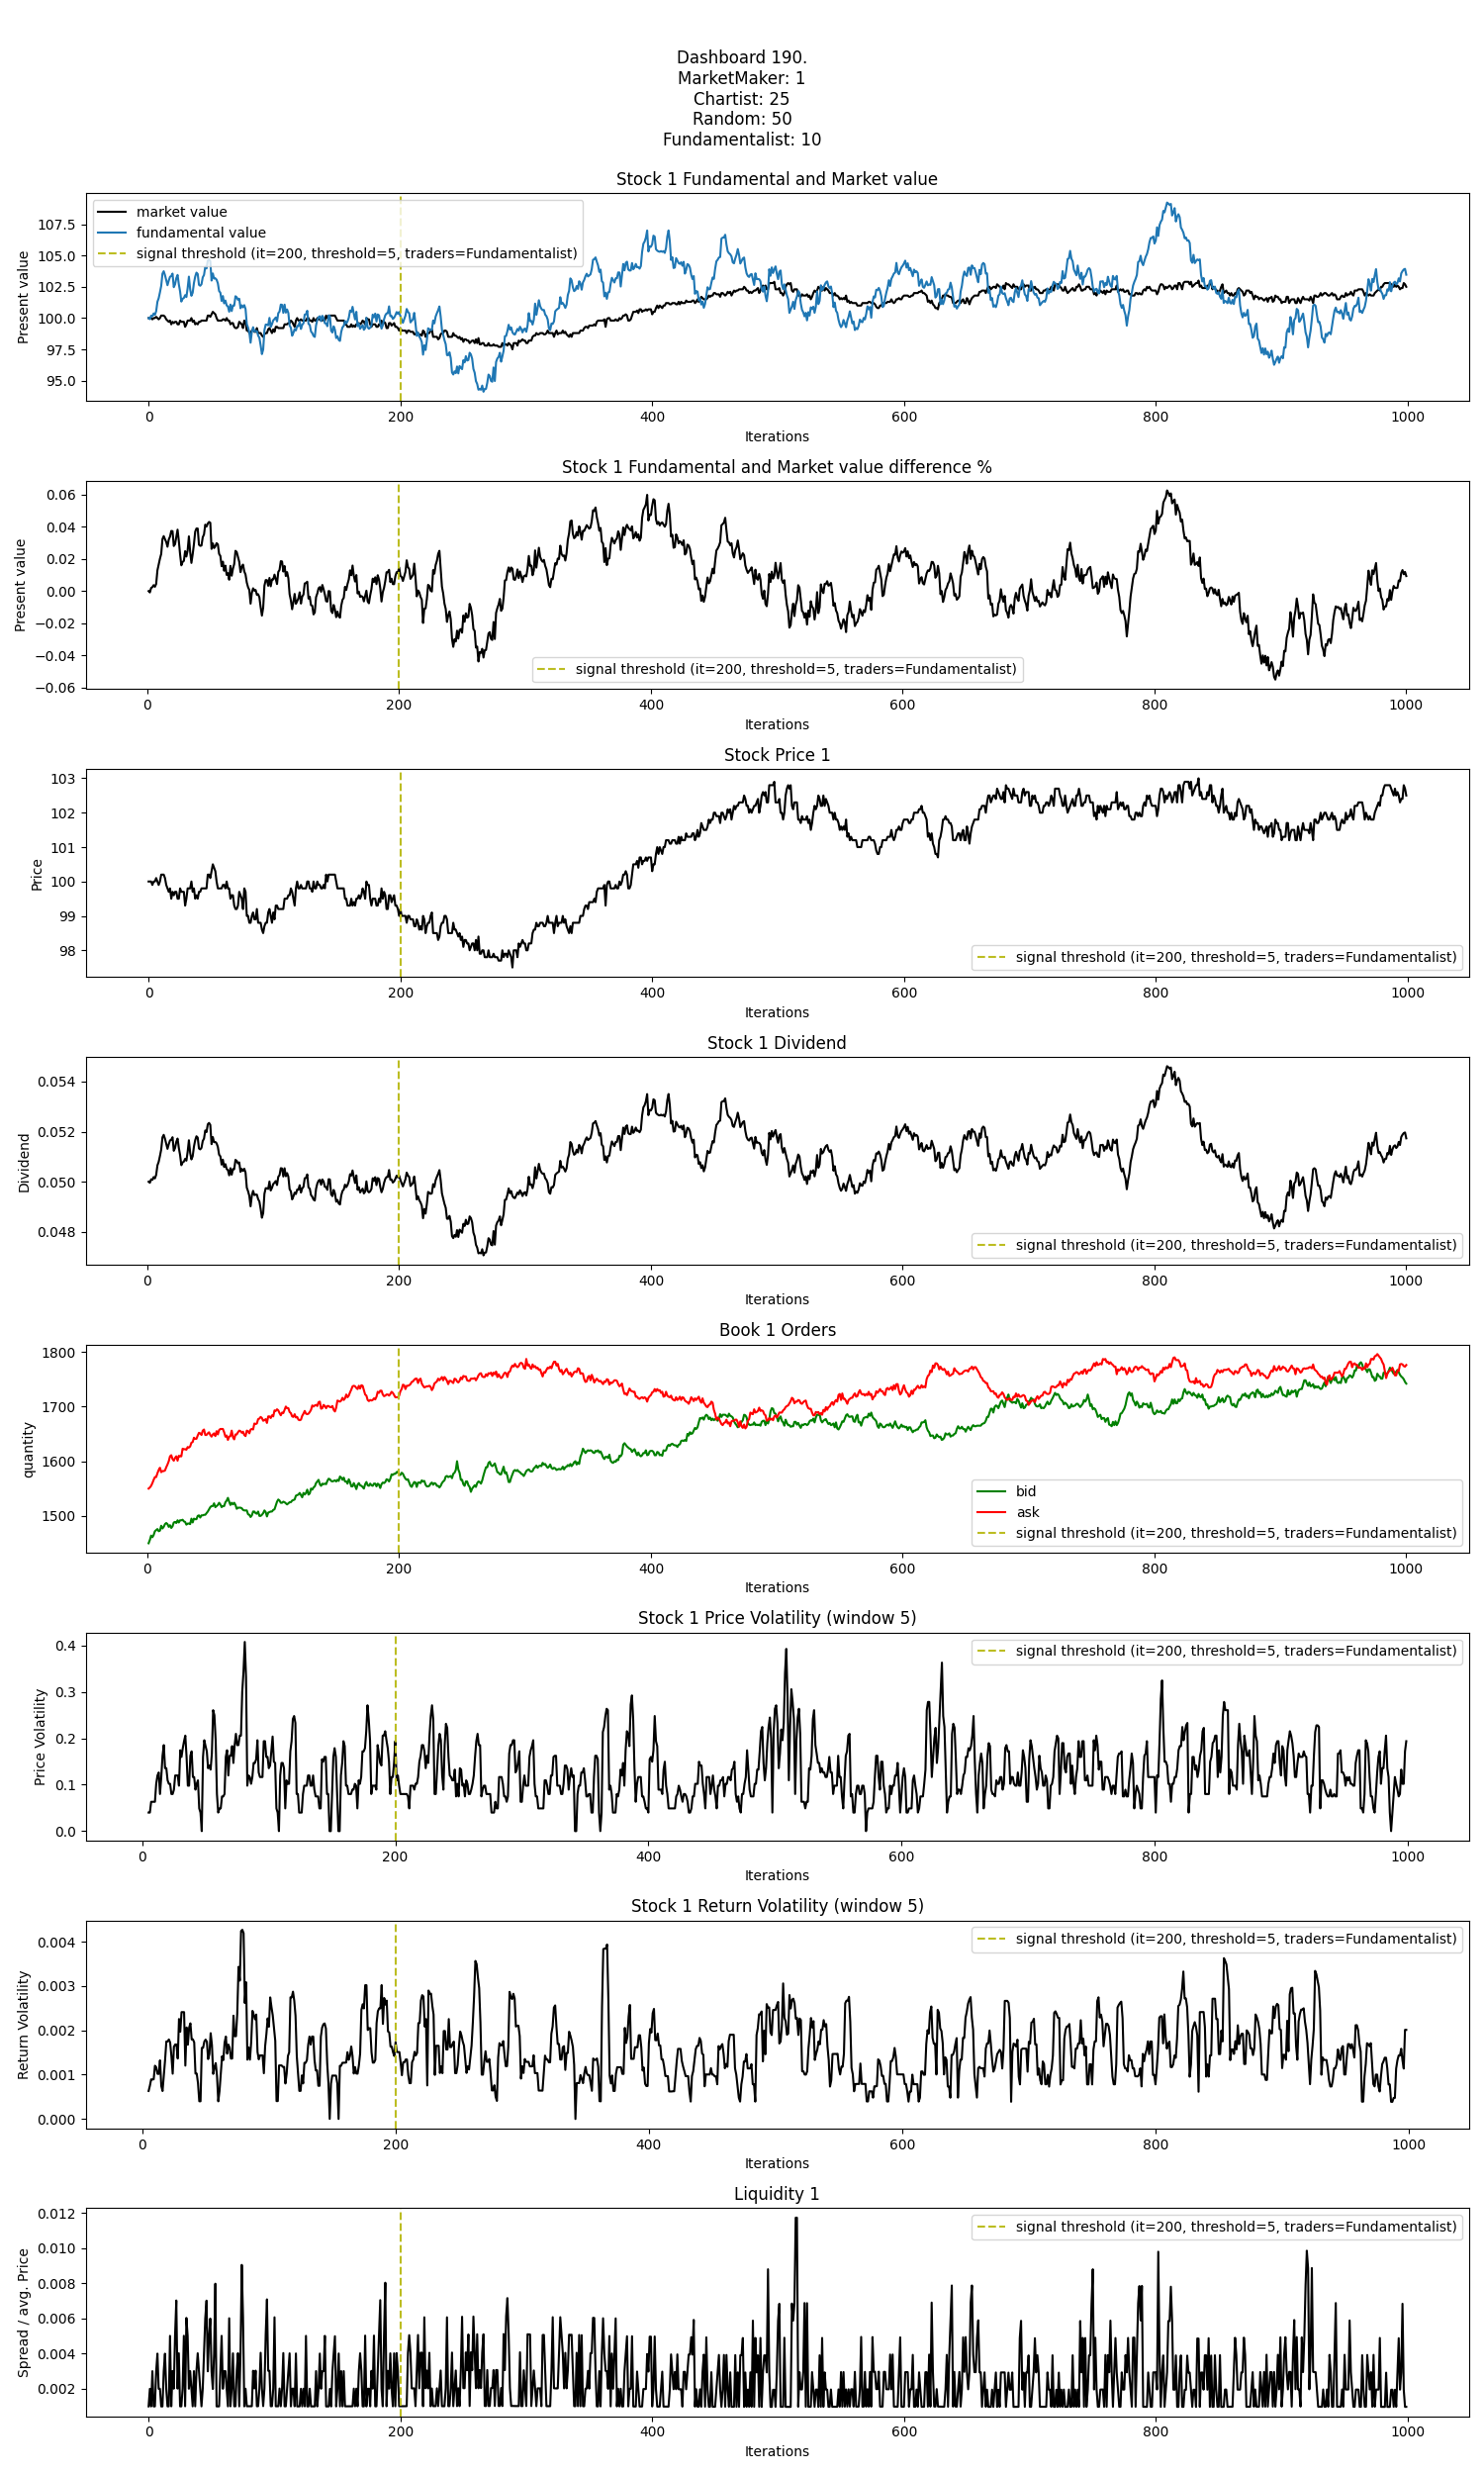 Dashboard 190.
MarketMaker: 1
Chartist: 25
Random: 50
Fundamentalist: 10
Stock 1 Fundamental and Market value
market value
fundamental value
signal threshold (it=200, threshold=5, traders=Fundamentalist)
Present value
107.5
105.0
102.5
100.0
97.5
95.0
0 200 400 600 800 1000
Iterations
Stock 1 Fundamental and Market value difference %
Present value
0.06
0.04
0.02
0.00
−0.02
−0.04
−0.06
signal threshold (it=200, threshold=5, traders=Fundamentalist)
0 200 400 600 800 1000
Iterations
Stock Price 1
Price
103
102
101
100
99
98
signal threshold (it=200, threshold=5, traders=Fundamentalist)
0 200 400 600 800 1000
Iterations
Stock 1 Dividend
Dividend
0.054
0.052
0.050
0.048
signal threshold (it=200, threshold=5, traders=Fundamentalist)
0 200 400 600 800 1000
Iterations
Book 1 Orders
quantity
1800
1700
1600
1500
bid
ask
signal threshold (it=200, threshold=5, traders=Fundamentalist)
0 200 400 600 800 1000
Iterations
Stock 1 Price Volatility (window 5)
Price Volatility
0.4
0.3
0.2
0.1
0.0
signal threshold (it=200, threshold=5, traders=Fundamentalist)
0 200 400 600 800 1000
Iterations
Stock 1 Return Volatility (window 5)
Return Volatility
0.004
0.003
0.002
0.001
0.000
signal threshold (it=200, threshold=5, traders=Fundamentalist)
0 200 400 600 800 1000
Iterations
Liquidity 1
Spread / avg. Price
0.012
0.010
0.008
0.006
0.004
0.002
signal threshold (it=200, threshold=5, traders=Fundamentalist)
0 200 400 600 800 1000
Iterations